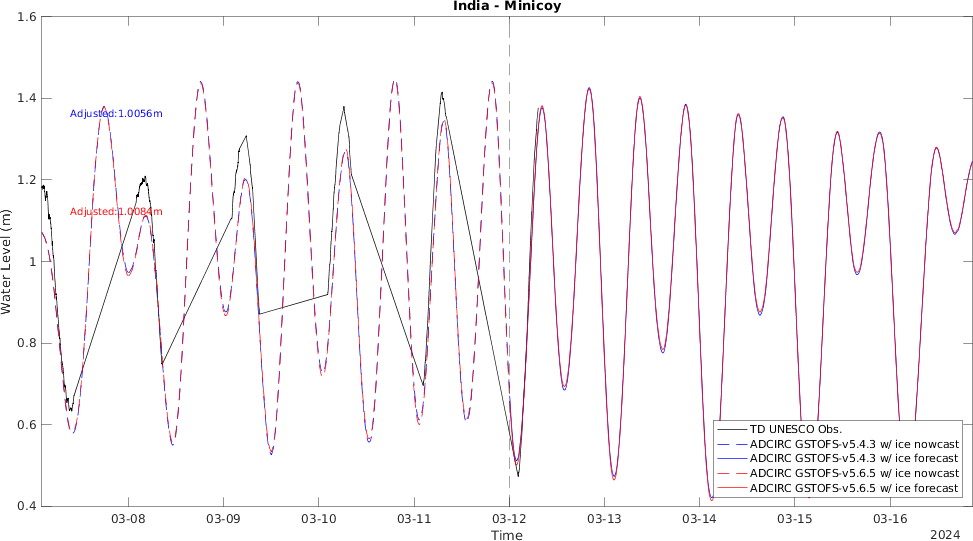 India - Minicoy
1.6
1.4
1.2
1
0.8
0.6
0.4
Water Level (m)
Adjusted:1.0056m
Adjusted:1.0084m
TD UNESCO Obs.
ADCIRC GSTOFS-v5.4.3 w/ ice nowcast
ADCIRC GSTOFS-v5.4.3 w/ ice forecast
ADCIRC GSTOFS-v5.6.5 w/ ice nowcast
ADCIRC GSTOFS-v5.6.5 w/ ice forecast
03-08 03-09 03-10 03-11 03-12 03-13 03-14 03-15 03-16
Time
2024